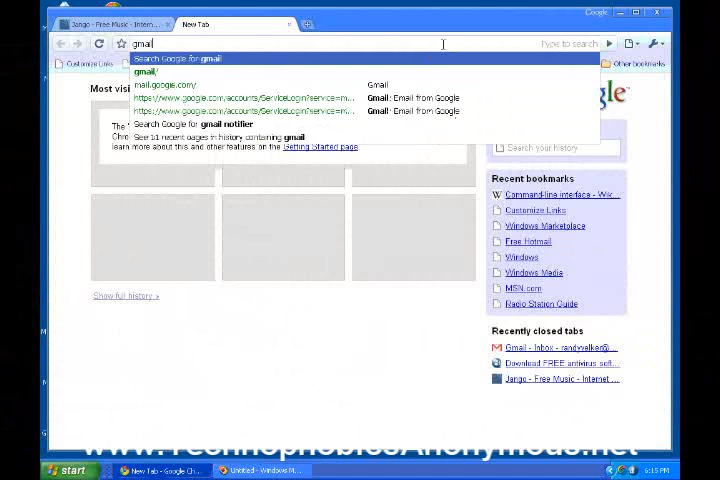 Google
Jango - Free Music - Intern...
New Tab
gmail
Type to search
Search Google for gmail
gmail/
mail.google.com/ Gmail
https://www.google.com/accounts/ServiceLogin?service=m... Gmail: Email from Google
https://www.google.com/accounts/ServiceLogin?service=m... Gmail: Email from Google
Search Google for gmail notifier
See 11 recent pages in history containing gmail
Customize Links
Other bookmarks
Most visi
The
Chro
learn more about this and other features on the Getting Started page.
Search your history
Recent bookmarks
Command-line interface - Wik...
Customize Links
Windows Marketplace
Free Hotmail
Windows
Windows Media
MSN.com
Radio Station Guide
Show full history »
Recently closed tabs
Gmail - Inbox - randyvelker@...
Download FREE antivirus soft...
Jango - Free Music - Internet ...
www.TechnophobicsAnonymous.net
start
New Tab - Google Ch...
Untitled - Windows M...
6:15 PM